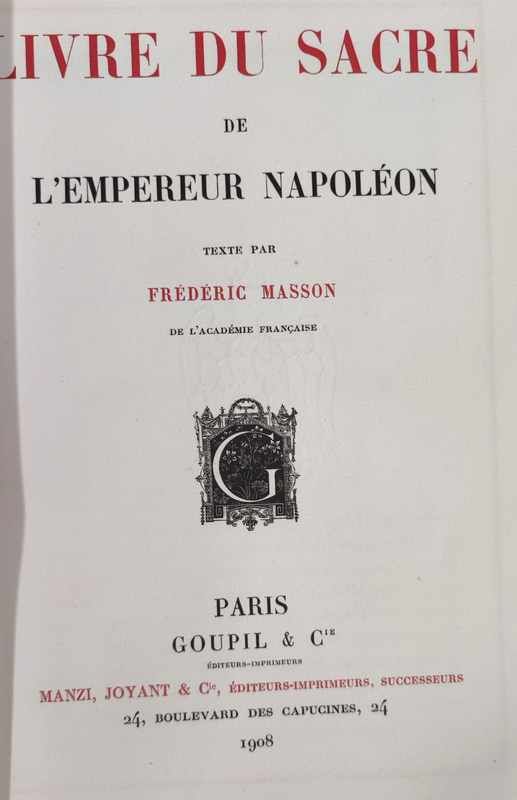 LIVRE DU SACRE
DE
L'EMPEREUR NAPOLÉON
TEXTE PAR
FRÉDÉRIC MASSON
DE L'ACADÉMIE FRANÇAISE
G
PARIS
GOUPIL & CIE
ÉDITEURS-IMPRIMEURS
MANZI, JOYANT & Cie, ÉDITEURS-IMPRIMEURS, SUCCESSEURS
24, BOULEVARD DES CAPUCINES, 24
1908